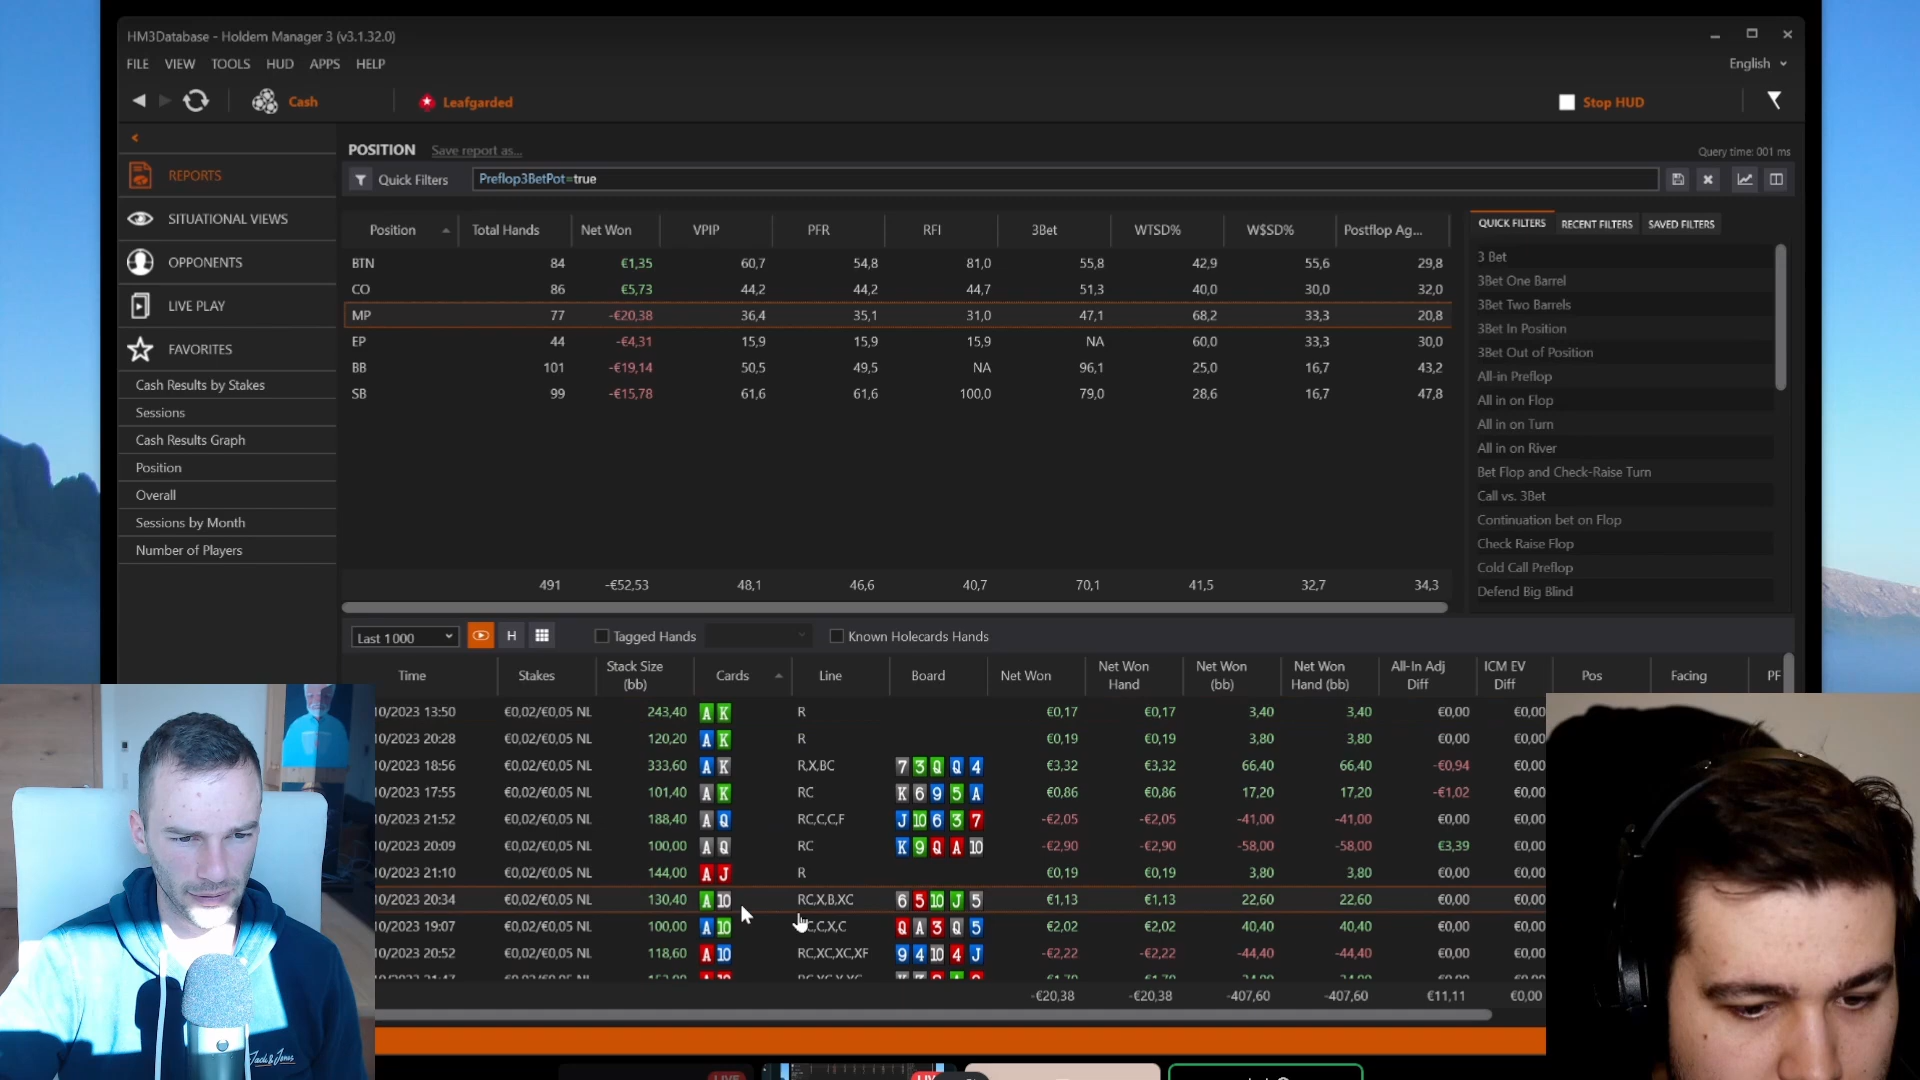 HM3Database - Holdem Manager 3 (v3.1.32.0)
FILE VIEW TOOLS HUD APPS HELP
English
Cash
Leafgarded
Stop HUD
REPORTS
SITUATIONAL VIEWS
OPPONENTS
LIVE PLAY
FAVORITES
Cash Results by Stakes
Sessions
Cash Results Graph
Position
Overall
Sessions by Month
Number of Players
POSITION Save report as...
Query time: 001 ms
Quick Filters Preflop3BetPot=true
Position Total Hands Net Won VPIP PFR RFI 3Bet WTSD% W$SD% Postflop Ag...
BTN 84 €1,35 60,7 54,8 81,0 55,8 42,9 55,6 29,8
CO 86 €5,73 44,2 44,2 44,7 51,3 40,0 30,0 32,0
MP 77 -€20,38 36,4 35,1 31,0 47,1 68,2 33,3 20,8
EP 44 -€4,31 15,9 15,9 15,9 NA 60,0 33,3 30,0
BB 101 -€19,14 50,5 49,5 NA 96,1 25,0 16,7 43,2
SB 99 -€15,78 61,6 61,6 100,0 79,0 28,6 16,7 47,8
491 -€52,53 48,1 46,6 40,7 70,1 41,5 32,7 34,3
QUICK FILTERS RECENT FILTERS SAVED FILTERS
3 Bet
3Bet One Barrel
3Bet Two Barrels
3Bet In Position
3Bet Out of Position
All-in Preflop
All in on Flop
All in on Turn
All in on River
Bet Flop and Check-Raise Turn
Call vs. 3Bet
Continuation bet on Flop
Check Raise Flop
Cold Call Preflop
Defend Big Blind
Last 1000 H Tagged Hands Known Holecards Hands
Time Stakes Stack Size (bb) Cards Line Board Net Won Net Won Hand Net Won (bb) Net Won Hand (bb) All-In Adj Diff ICM EV Diff Pos Facing PF
10/2023 13:50 €0,02/€0,05 NL 243,40 A K R €0,17 €0,17 3,40 3,40 €0,00 €0,00
10/2023 20:28 €0,02/€0,05 NL 120,20 A K R €0,19 €0,19 3,80 3,80 €0,00 €0,00
10/2023 18:56 €0,02/€0,05 NL 333,60 A K R,X,BC 7 3 Q Q 4 €3,32 €3,32 66,40 66,40 -€0,94 €0,00
10/2023 17:55 €0,02/€0,05 NL 101,40 A K RC K 6 9 5 A €0,86 €0,86 17,20 17,20 -€1,02 €0,00
10/2023 21:52 €0,02/€0,05 NL 188,40 A Q RC,C,C,F J 10 6 3 7 -€2,05 -€2,05 -41,00 -41,00 €0,00 €0,00
10/2023 20:09 €0,02/€0,05 NL 100,00 A Q RC K 9 Q A 10 -€2,90 -€2,90 -58,00 -58,00 €3,39 €0,00
10/2023 21:10 €0,02/€0,05 NL 144,00 A J R €0,19 €0,19 3,80 3,80 €0,00 €0,00
10/2023 20:34 €0,02/€0,05 NL 130,40 A 10 RC,X,B,XC 6 5 10 J 5 €1,13 €1,13 22,60 22,60 €0,00 €0,00
10/2023 19:07 €0,02/€0,05 NL 100,00 A 10 C,C,X,C Q A 3 Q 5 €2,02 €2,02 40,40 40,40 €0,00 €0,00
10/2023 20:52 €0,02/€0,05 NL 118,60 A 10 RC,XC,XC,XF 9 4 10 4 J -€2,22 -€2,22 -44,40 -44,40 €0,00 €0,00
-€20,38 -€20,38 -407,60 -407,60 €11,11 €0,00
Jack & Jones